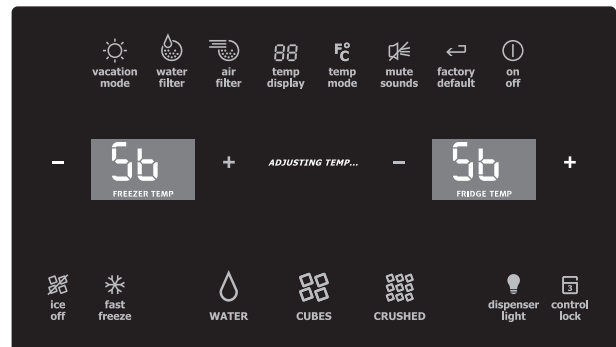 88 F°C
vacation mode
water filter
air filter
temp display
temp mode
mute sounds
factory default
on off
- Sb + ADJUSTING TEMP... - Sb +
FREEZER TEMP
FRIDGE TEMP
3
ice off
fast freeze
WATER
CUBES
CRUSHED
dispenser light
control lock